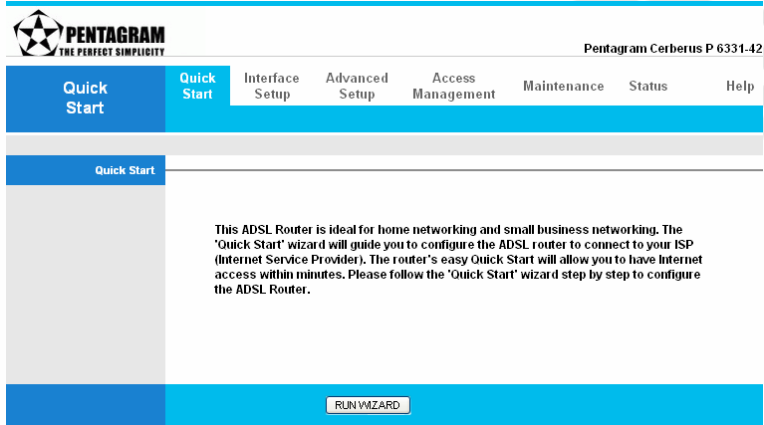 PENTAGRAM
THE PERFECT SIMPLICITY
Pentagram Cerberus P 6331-42
Quick
Start
Quick
Start
Interface
Setup
Advanced
Setup
Access
Management
Maintenance
Status
Help
Quick Start
This ADSL Router is ideal for home networking and small business networking. The
'Quick Start' wizard will guide you to configure the ADSL router to connect to your ISP
(Internet Service Provider). The router's easy Quick Start will allow you to have Internet
access within minutes. Please follow the 'Quick Start' wizard step by step to configure
the ADSL Router.
RUN WIZARD